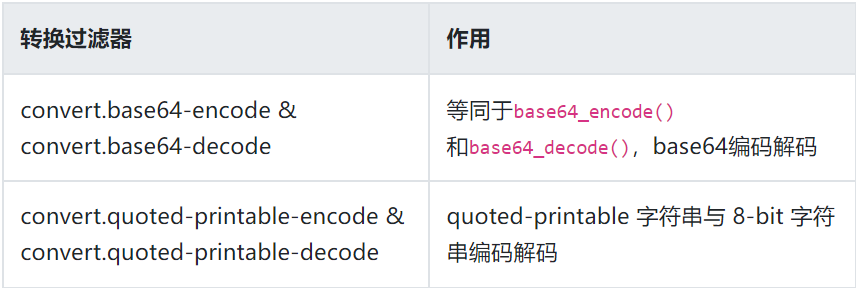 转换过滤器
作用
convert.base64-encode &
convert.base64-decode
等同于base64_encode()
和base64_decode()，base64编码解码
convert.quoted-printable-encode &
convert.quoted-printable-decode
quoted-printable 字符串与 8-bit 字符
串编码解码